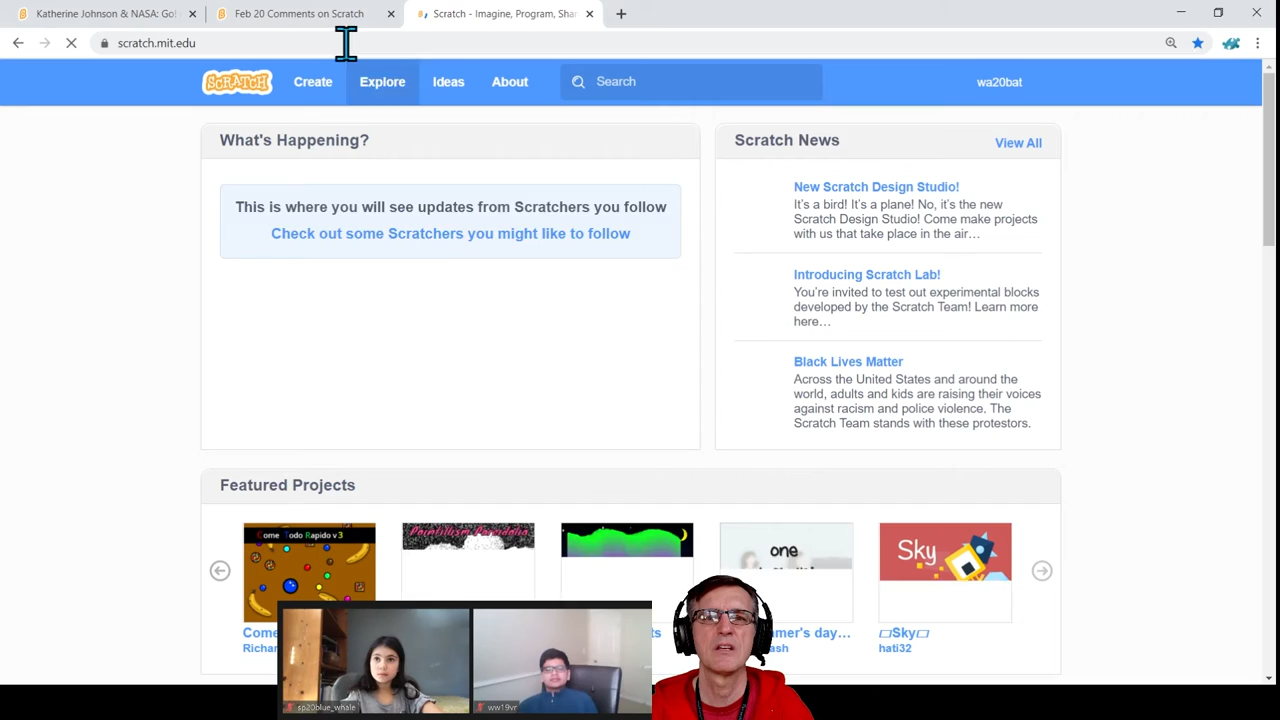 Katherine Johnson & NASA: Go!
Feb 20 Comments on Scratch
Scratch - Imagine, Program, Shar
scratch.mit.edu
SCRATCH
Create
Explore
Ideas
About
Search
wa20bat
What's Happening?
This is where you will see updates from Scratchers you follow
Check out some Scratchers you might like to follow
Scratch News
View All
New Scratch Design Studio!
It's a bird! It's a plane! No, it's the new
Scratch Design Studio! Come make projects
with us that take place in the air…
Introducing Scratch Lab!
You're invited to test out experimental blocks
developed by the Scratch Team! Learn more
here…
Black Lives Matter
Across the United States and around the
world, adults and kids are raising their voices
against racism and police violence. The
Scratch Team stands with these protestors.
Featured Projects
Come Todo Rapido v3
Pointillism Pareidolia
one
Sky
Come
Richar
ts
mer's day…
ash
Sky
hati32
sp20blue_whale
ww19vr